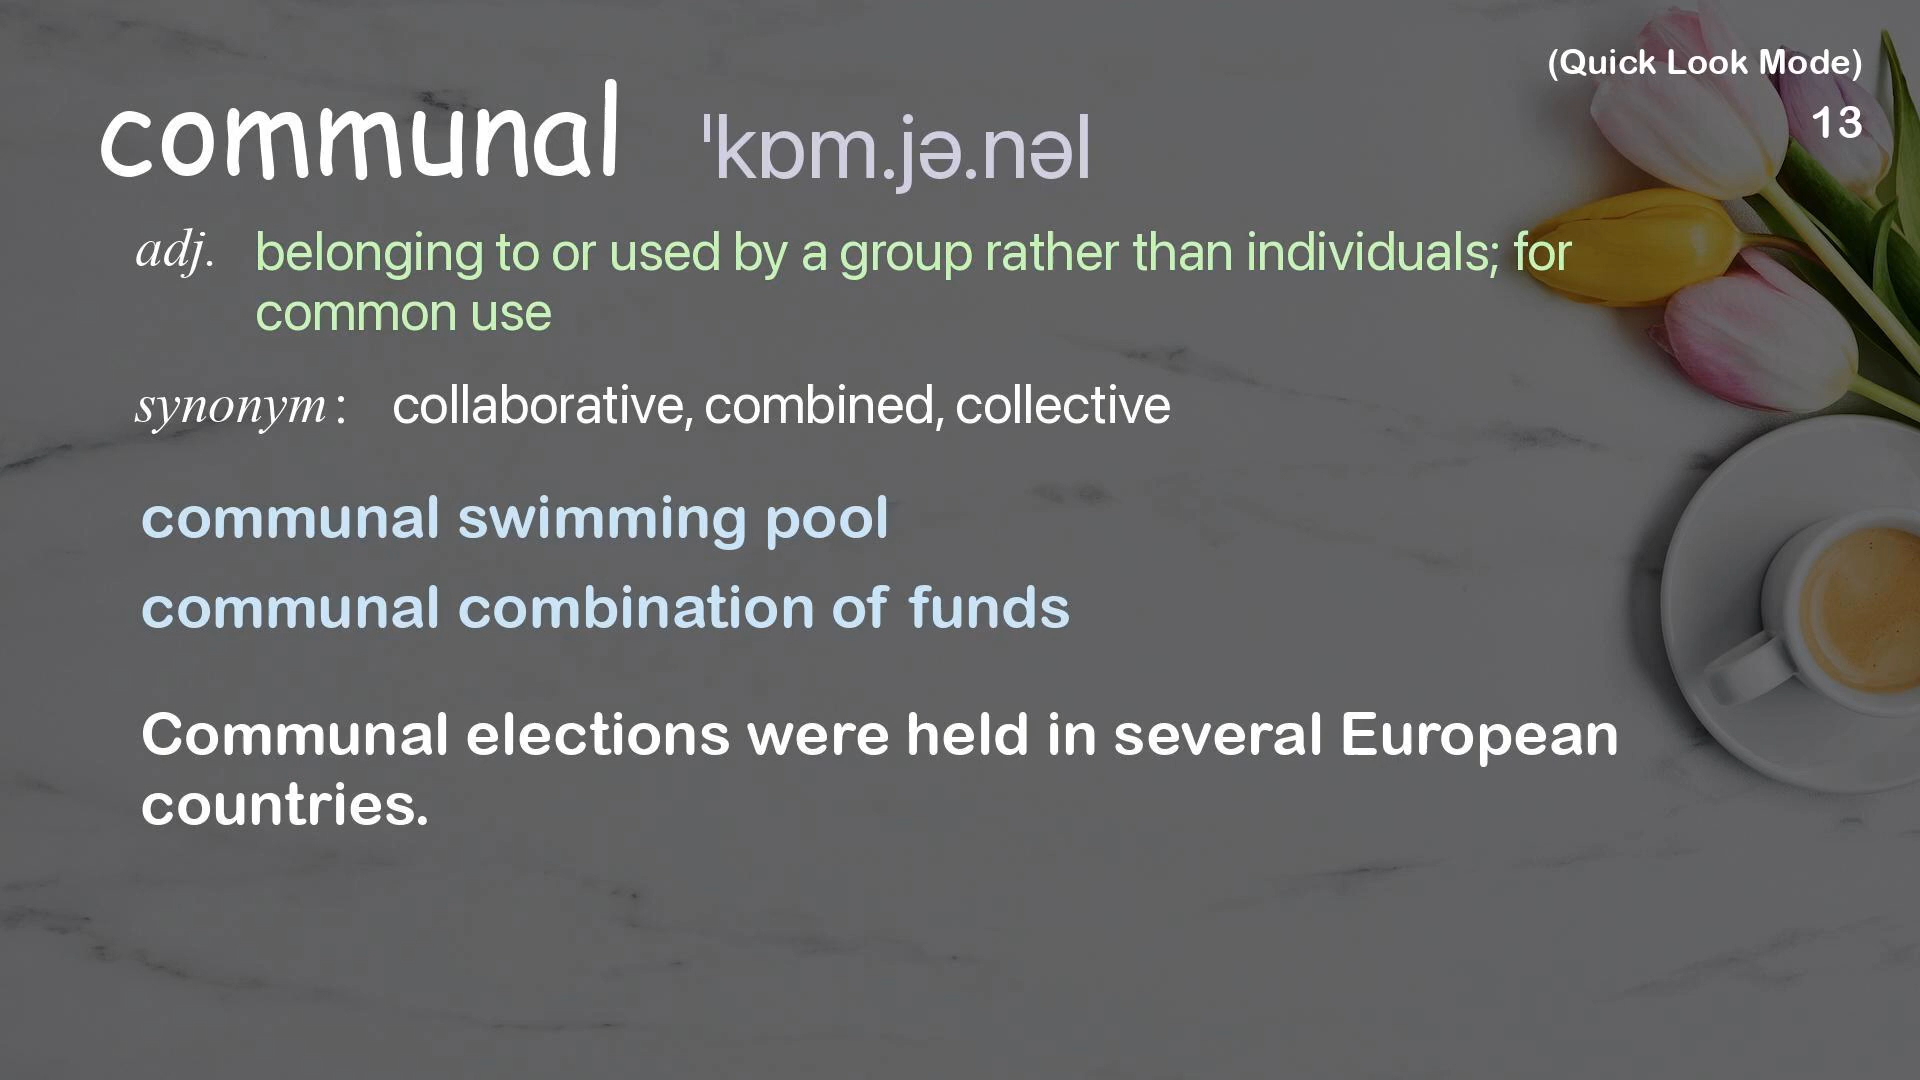 (Quick Look Mode)
13
communal ˈkɒm.jə.nəl
adj. belonging to or used by a group rather than individuals; for
common use
synonym : collaborative, combined, collective
communal swimming pool
communal combination of funds
Communal elections were held in several European
countries.